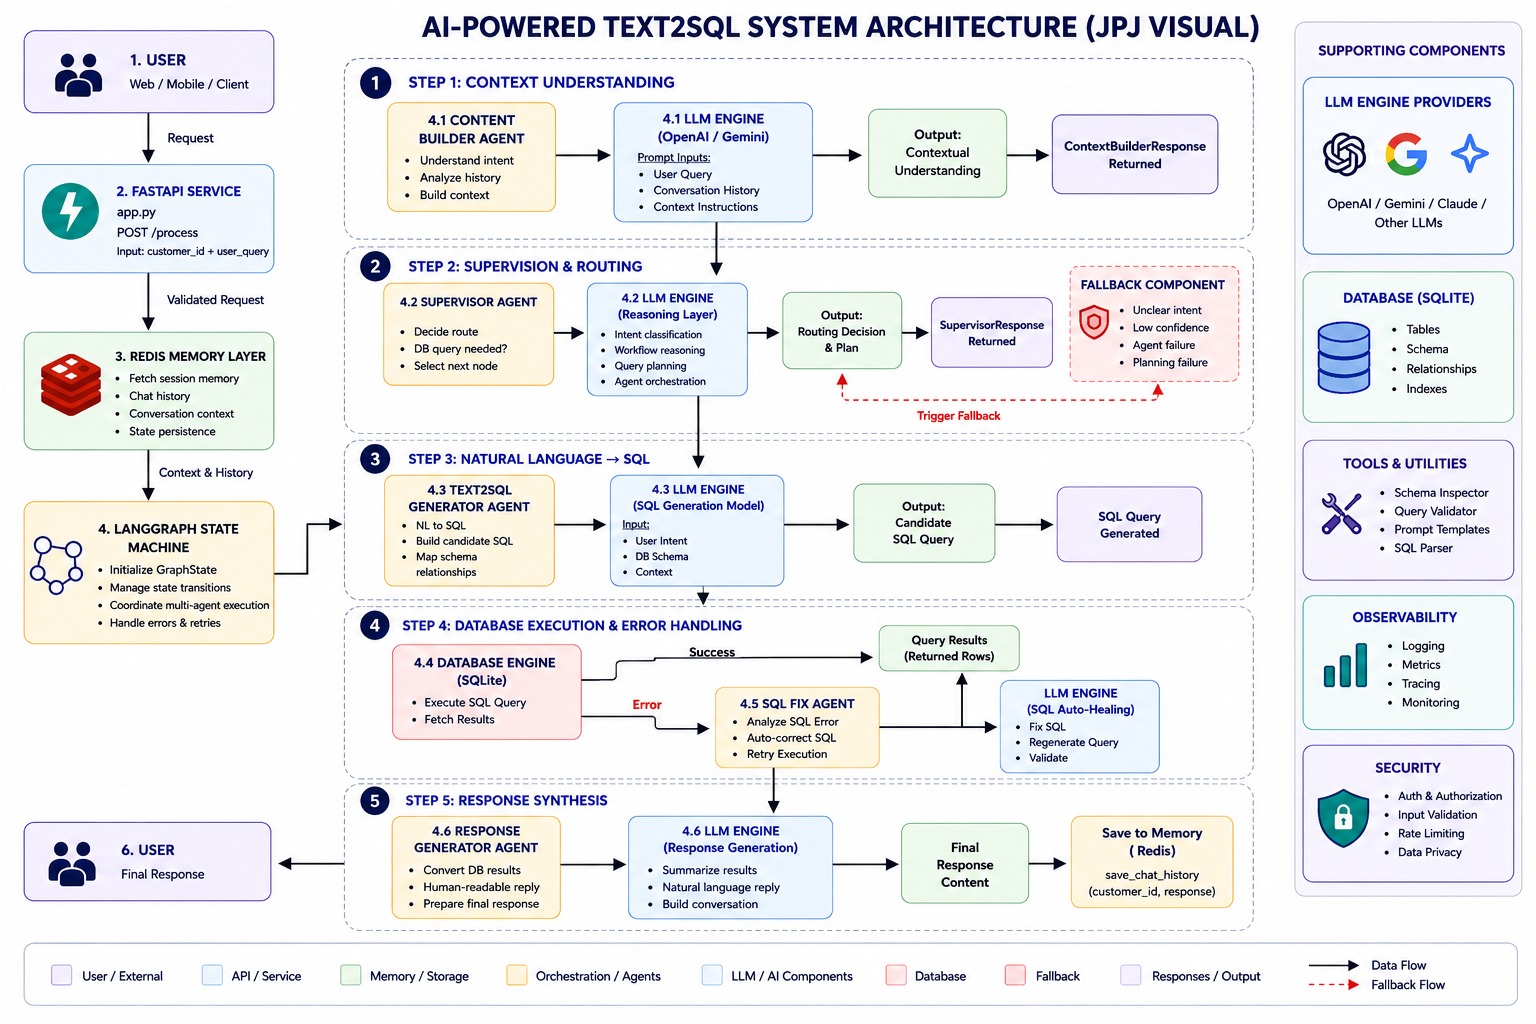 AI-POWERED TEXT2SQL SYSTEM ARCHITECTURE (JPJ VISUAL)
1. USER
Web / Mobile / Client
Request
2. FASTAPI SERVICE
app.py
POST /process
Input: customer_id + user_query
Validated Request
3. REDIS MEMORY LAYER
• Fetch session memory
• Chat history
• Conversation context
• State persistence
Context & History
4. LANGGRAPH STATE
MACHINE
• Initialize GraphState
• Manage state transitions
• Coordinate multi-agent execution
• Handle errors & retries
6. USER
Final Response
1
STEP 1: CONTEXT UNDERSTANDING
4.1 CONTENT
BUILDER AGENT
• Understand intent
• Analyze history
• Build context
4.1 LLM ENGINE
(OpenAI / Gemini)
Prompt Inputs:
• User Query
• Conversation History
• Context Instructions
Output:
Contextual
Understanding
ContextBuilderResponse
Returned
2
STEP 2: SUPERVISION & ROUTING
4.2 SUPERVISOR AGENT
• Decide route
• DB query needed?
• Select next node
4.2 LLM ENGINE
(Reasoning Layer)
• Intent classification
• Workflow reasoning
• Query planning
• Agent orchestration
Output:
Routing Decision
& Plan
SupervisorResponse
Returned
FALLBACK COMPONENT
• Unclear intent
• Low confidence
• Agent failure
• Planning failure
Trigger Fallback
3
STEP 3: NATURAL LANGUAGE → SQL
4.3 TEXT2SQL
GENERATOR AGENT
• NL to SQL
• Build candidate SQL
• Map schema
relationships
4.3 LLM ENGINE
(SQL Generation Model)
Input:
• User Intent
• DB Schema
• Context
Output:
Candidate
SQL Query
SQL Query
Generated
4
STEP 4: DATABASE EXECUTION & ERROR HANDLING
4.4 DATABASE ENGINE
(SQLite)
• Execute SQL Query
• Fetch Results
Success
Error
Query Results
(Returned Rows)
4.5 SQL FIX AGENT
• Analyze SQL Error
• Auto-correct SQL
• Retry Execution
LLM ENGINE
(SQL Auto-Healing)
• Fix SQL
• Regenerate Query
• Validate
5
STEP 5: RESPONSE SYNTHESIS
4.6 RESPONSE
GENERATOR AGENT
• Convert DB results
• Human-readable reply
• Prepare final response
4.6 LLM ENGINE
(Response Generation)
• Summarize results
• Natural language reply
• Build conversation
Final
Response
Content
Save to Memory
( Redis)
save_chat_history
(customer_id, response)
SUPPORTING COMPONENTS
LLM ENGINE PROVIDERS
OpenAI / Gemini / Claude /
Other LLMs
DATABASE (SQLITE)
• Tables
• Schema
• Relationships
• Indexes
TOOLS & UTILITIES
• Schema Inspector
• Query Validator
• Prompt Templates
• SQL Parser
OBSERVABILITY
• Logging
• Metrics
• Tracing
• Monitoring
SECURITY
• Auth & Authorization
• Input Validation
• Rate Limiting
• Data Privacy
User / External
API / Service
Memory / Storage
Orchestration / Agents
LLM / AI Components
Database
Fallback
Responses / Output
Data Flow
Fallback Flow